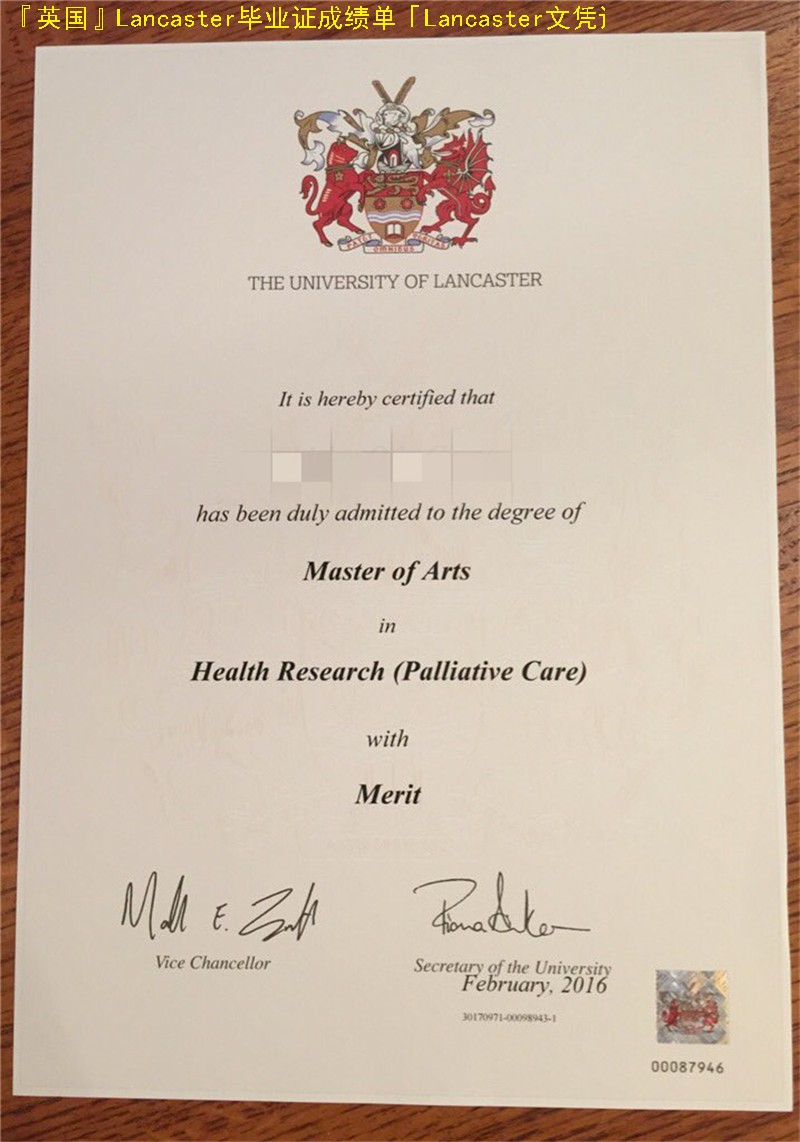 『英国』Lancaster毕业证成绩单「Lancaster文凭
PATET OMNIBUS VERITAS
THE UNIVERSITY OF LANCASTER
It is hereby certified that
has been duly admitted to the degree of
Master of Arts
in
Health Research (Palliative Care)
with
Merit
Vice Chancellor
Secretary of the University
February, 2016
30170971-00098943-1
00087946